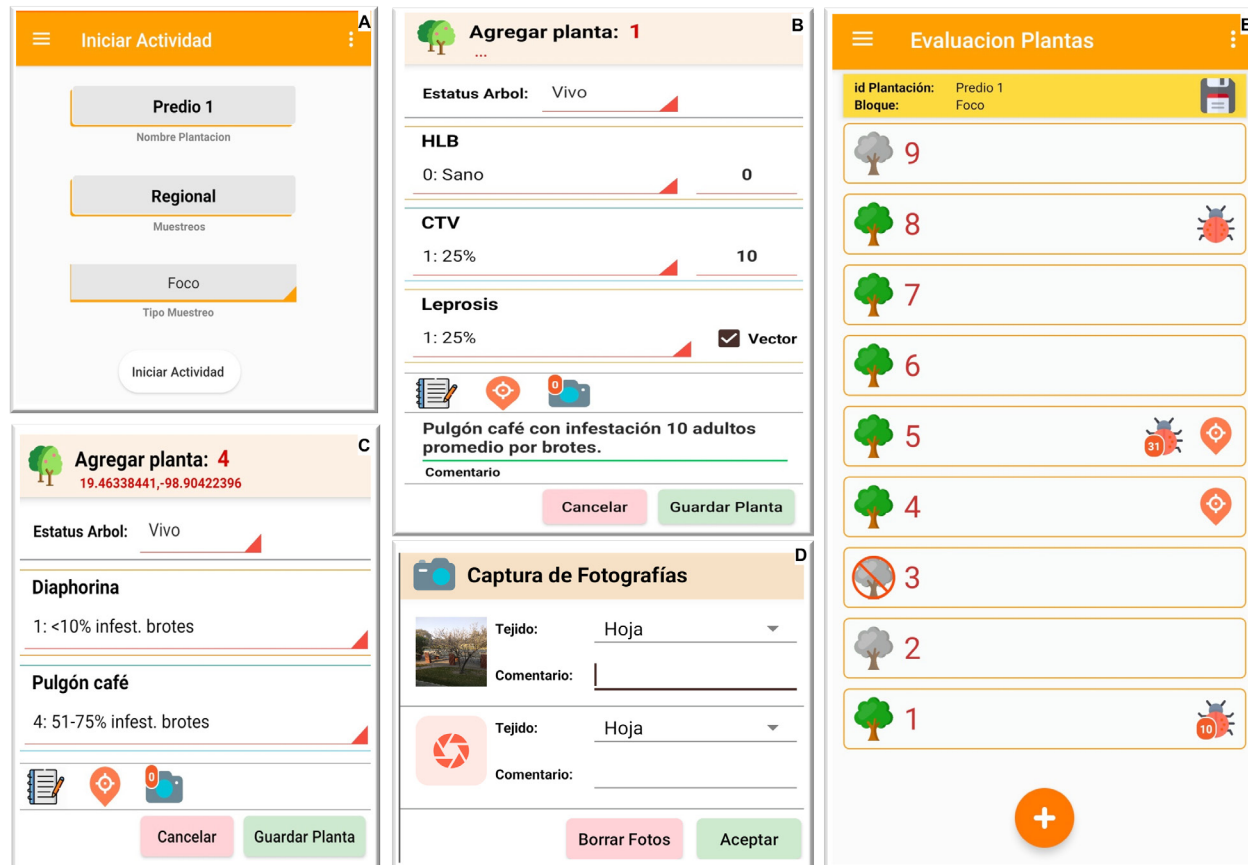 A
Iniciar Actividad
Predio 1
Nombre Plantacion
Regional
Muestreos
Foco
Tipo Muestreo
Iniciar Actividad
B
Agregar planta: 1
...
Estatus Arbol: Vivo
HLB
0: Sano 0
CTV
1: 25% 10
Leprosis
1: 25% Vector
0
Pulgón café con infestación 10 adultos
promedio por brotes.
Comentario
Cancelar Guardar Planta
C
Agregar planta: 4
19.46338441,-98.90422396
Estatus Arbol: Vivo
Diaphorina
1: <10% infest. brotes
Pulgón café
4: 51-75% infest. brotes
0
Cancelar Guardar Planta
D
Captura de Fotografías
Tejido: Hoja
Comentario:
Tejido: Hoja
Comentario:
Borrar Fotos Aceptar
E
Evaluacion Plantas
id Plantación: Predio 1
Bloque: Foco
9
8
7
6
5 31
4
3
2
1 10
+